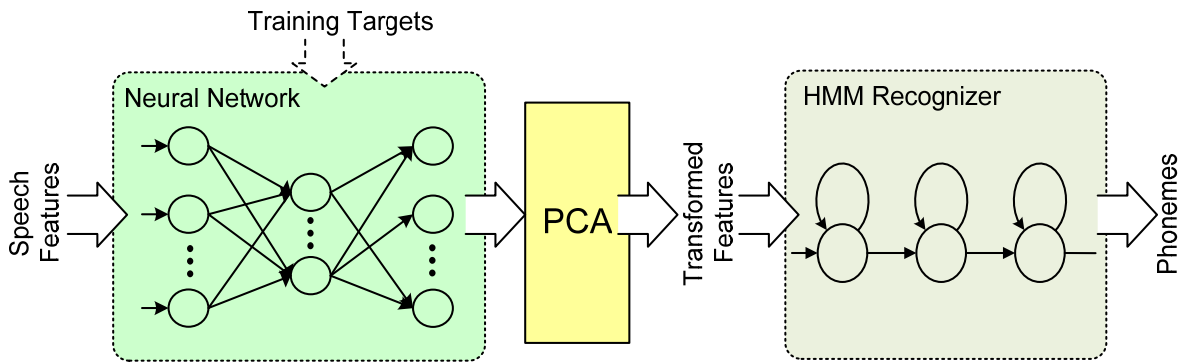 Training Targets
Neural Network
HMM Recognizer
Speech
Features
PCA
Transformed
Features
Phonemes